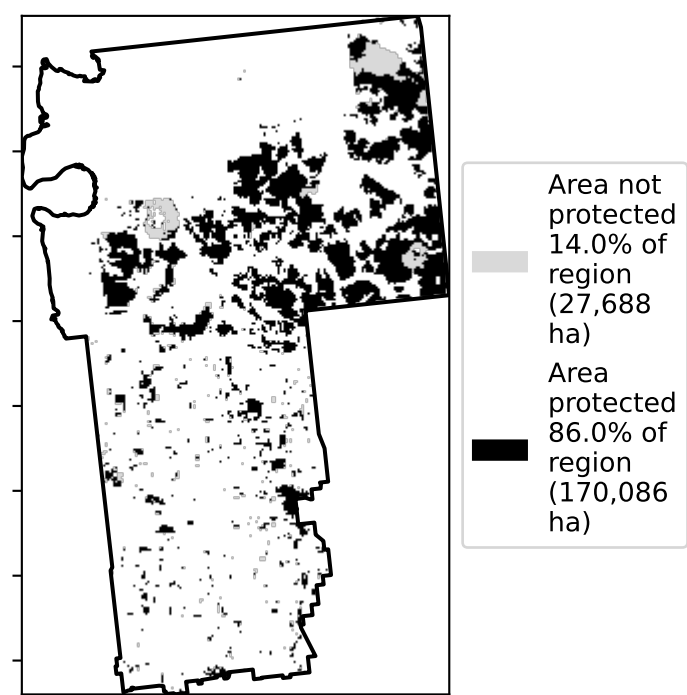 Area not
protected
14.0% of
region
(27,688
ha)
Area
protected
86.0% of
region
(170,086
ha)